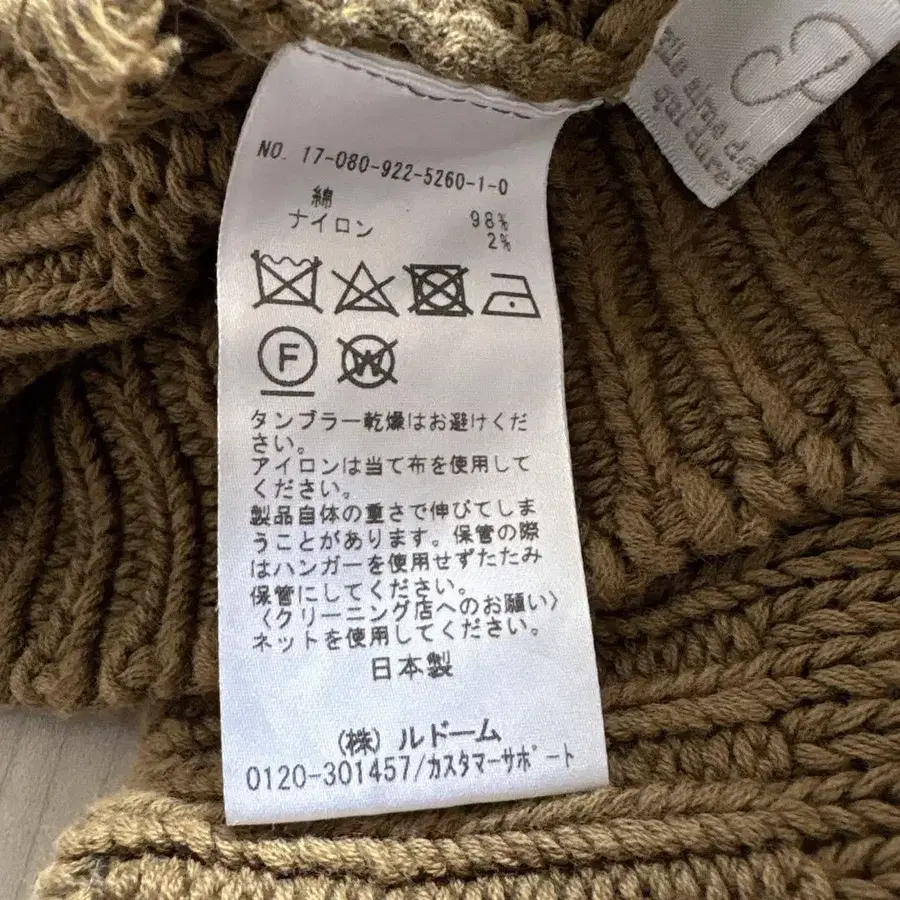 NO. 17-080-922-5260-1-0
綿 98%
ナイロン 2%
F W
タンブラー乾燥はお避けくだ
さい。
アイロンは当て布を使用して
ください。
製品自体の重さで伸びてしま
うことがあります。保管の際
はハンガーを使用せずたたみ
保管にしてください。
〈クリーニング店へのお願い〉
ネットを使用してください。
日本製
(株)ルドーム
0120-301457/カスタマーサポート